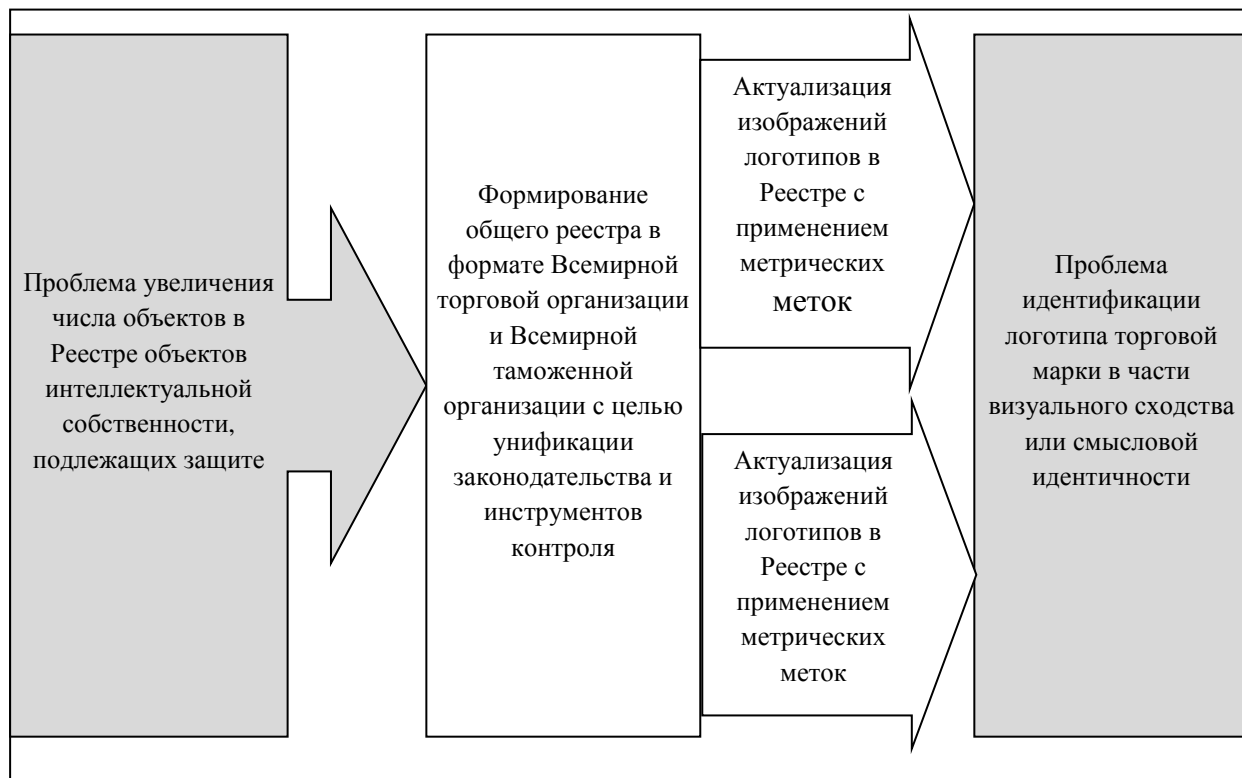 Проблема увеличения
числа объектов в
Реестре объектов
интеллектуальной
собственности,
подлежащих защите
Формирование
общего реестра в
формате Всемирной
торговой организации
и Всемирной
таможенной
организации с целью
унификации
законодательства и
инструментов
контроля
Актуализация
изображений
логотипов в
Реестре с
применением
метрических
меток
Актуализация
изображений
логотипов в
Реестре с
применением
метрических
меток
Проблема
идентификации
логотипа торговой
марки в части
визуального сходства
или смысловой
идентичности